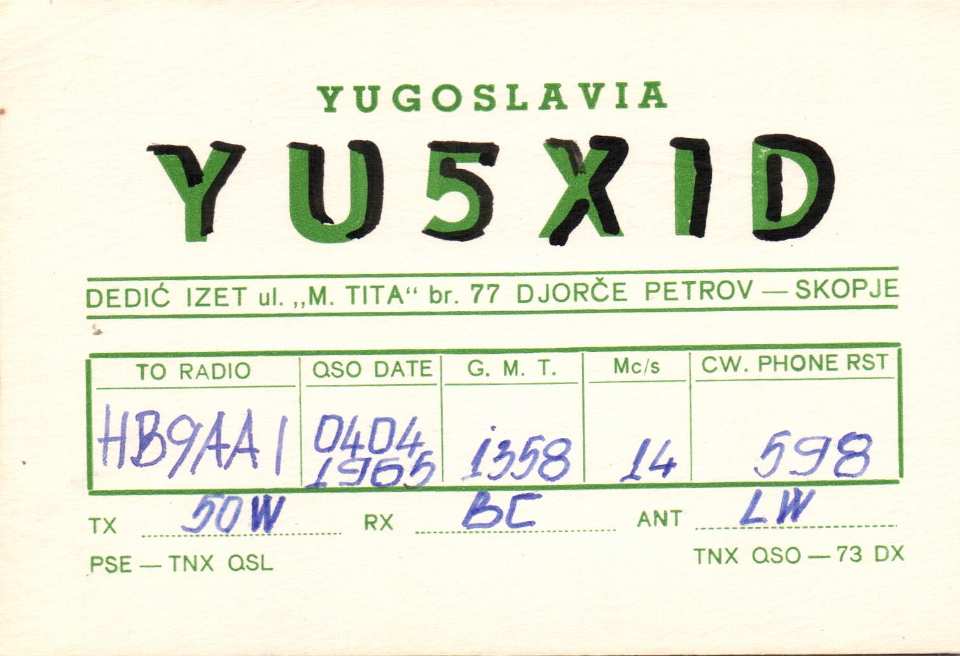 YUGOSLAVIA
YU5XID
DEDIĆ IZET ul. „M. TITA“ br. 77 DJORČE PETROV — SKOPJE
TO RADIO QSO DATE G. M. T. Mc/s CW. PHONE RST
HB9AAI 0404 1965 1358 14 598
TX 50W RX BC ANT LW
PSE — TNX QSL TNX QSO — 73 DX